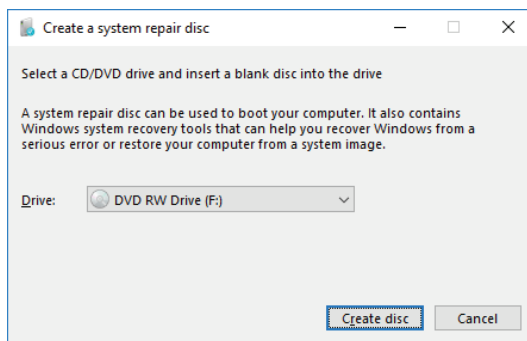 Create a system repair disc
Select a CD/DVD drive and insert a blank disc into the drive
A system repair disc can be used to boot your computer. It also contains
Windows system recovery tools that can help you recover Windows from a
serious error or restore your computer from a system image.
Drive: DVD RW Drive (F:)
Create disc Cancel